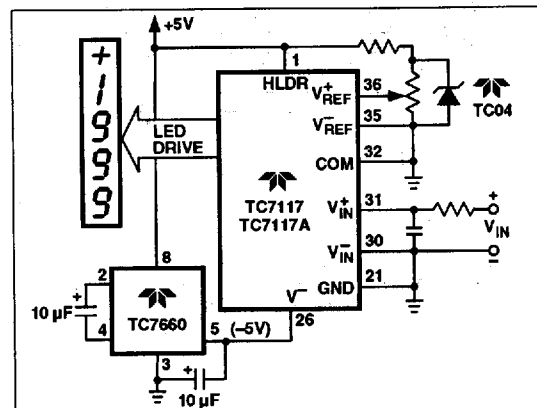 +5V
+1999
LED
DRIVE
1
HLDR
V+REF
36
V−REF
35
COM
32
TC04
TC7117
TC7117A
V+IN
31
V−IN
30
GND
21
+
VIN
−
V−
26
8
2
4
TC7660
+
10 µF
5
(−5V)
3
+
10 µF